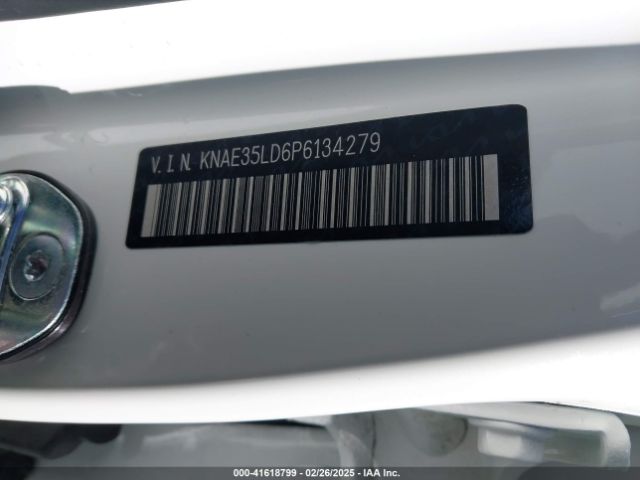 V.I.N. KNAE35LD6P6134279
000-41618799 - 02/26/2025 - IAA Inc.